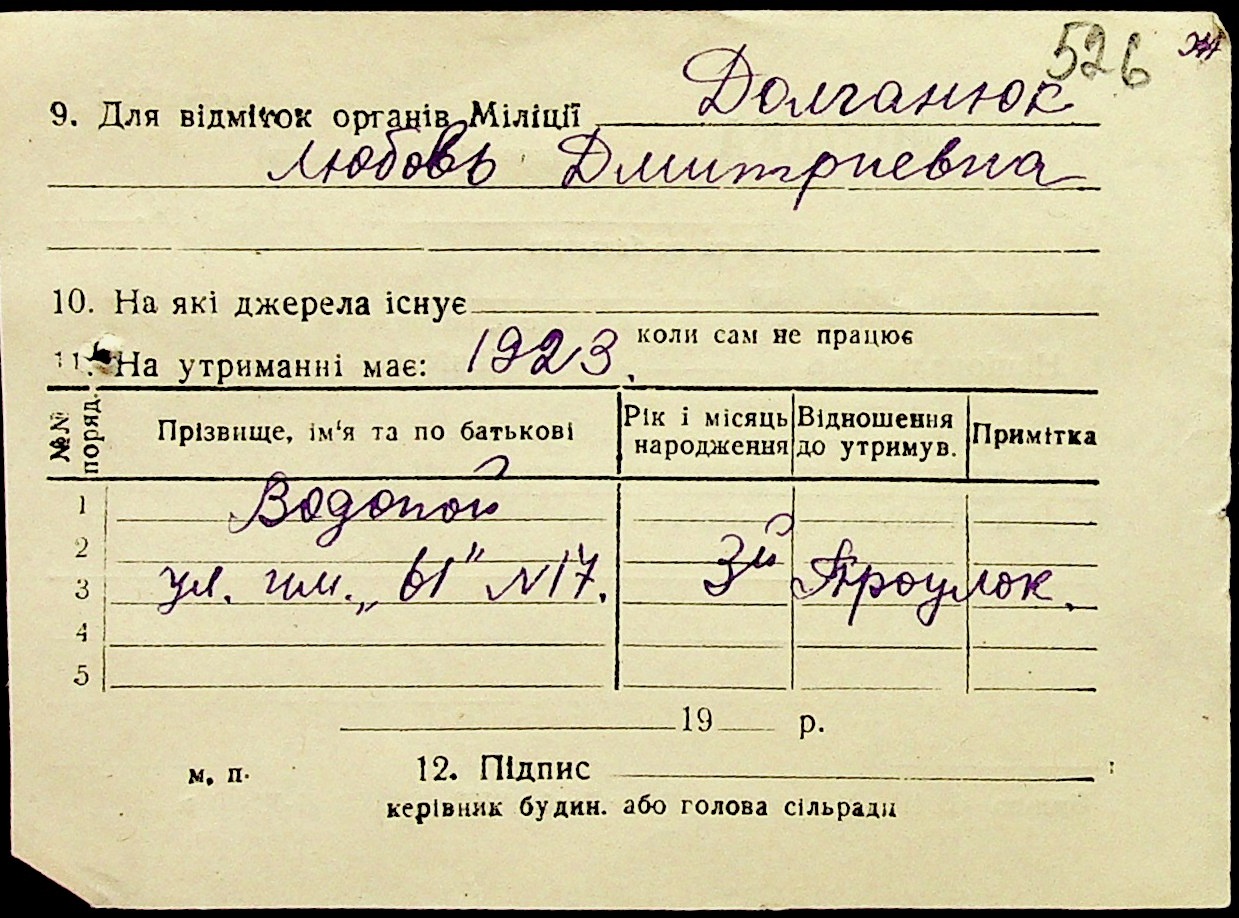 526
9. Для відміток органів Міліції Долганюк
Любовь Дмитриевна
10. На які джерела існує
коли сам не працює
11. На утриманні має: 1923.
№№ поряд. Прізвище, ім'я та по батькові Рік і місяць народження Відношення до утримув. Примітка
1 Водопой
2
3 ул. им. „61" N17. 3й Проулок.
4
5
19 р.
м. п. 12. Підпис
керівник будин. або голова сільради